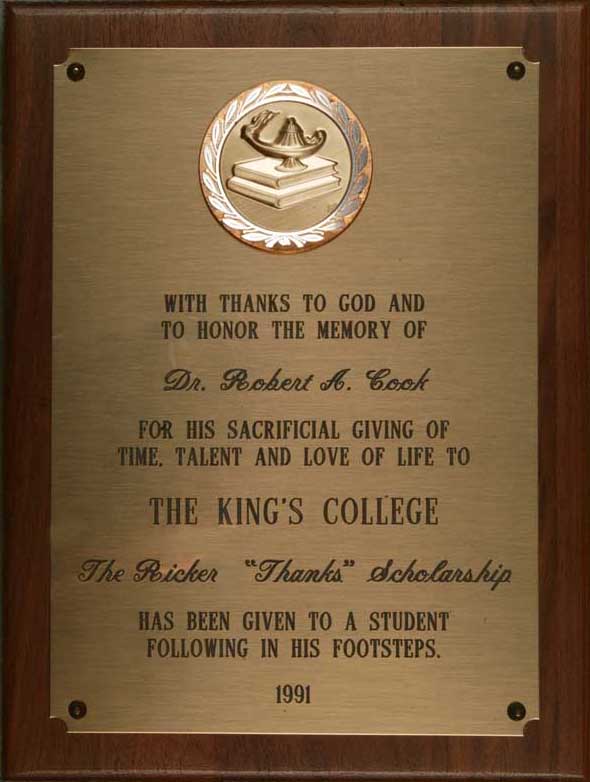 WITH THANKS TO GOD AND
TO HONOR THE MEMORY OF
Dr. Robert A. Cook
FOR HIS SACRIFICIAL GIVING OF
TIME, TALENT AND LOVE OF LIFE TO
THE KING'S COLLEGE
The Ricker "Thanks" Scholarship
HAS BEEN GIVEN TO A STUDENT
FOLLOWING IN HIS FOOTSTEPS.
1991